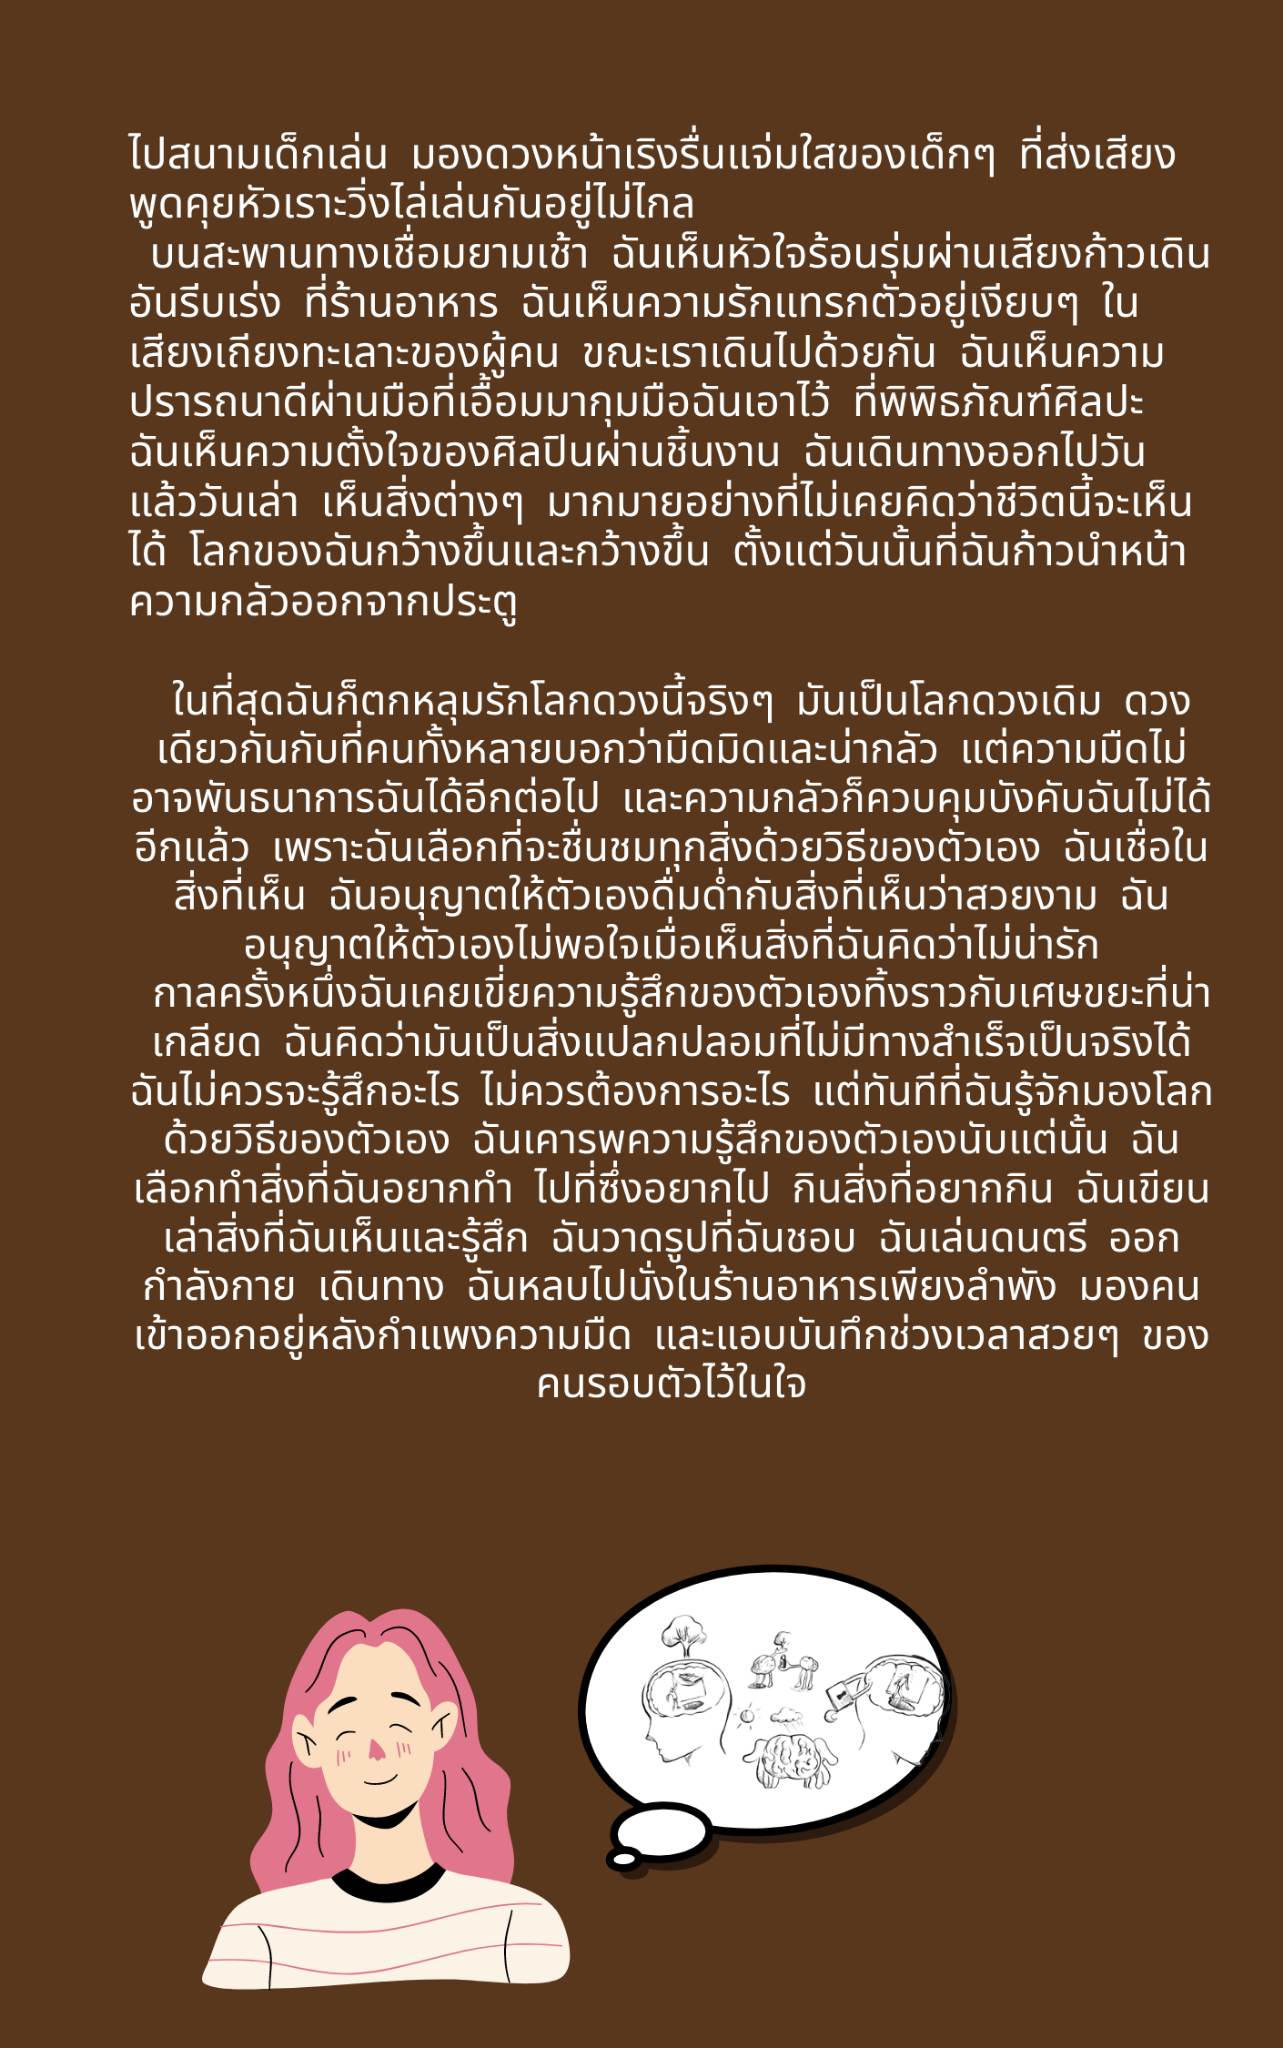 ไปสนามเด็กเล่น มองดวงหน้าเริงรื่นแจ่มใสของเด็กๆ ที่ส่งเสียง
พูดคุยหัวเราะวิ่งไล่เล่นกันอยู่ไม่ไกล
บนสะพานทางเชื่อมยามเช้า ฉันเห็นหัวใจร้อนรุ่มผ่านเสียงก้าวเดิน
อันรีบเร่ง ที่ร้านอาหาร ฉันเห็นความรักแทรกตัวอยู่เงียบๆ ใน
เสียงเถียงทะเลาะของผู้คน ขณะเราเดินไปด้วยกัน ฉันเห็นความ
ปรารถนาดีผ่านมือที่เอื้อมมากุมมือฉันเอาไว้ ที่พิพิธภัณฑ์ศิลปะ
ฉันเห็นความตั้งใจของศิลปินผ่านชิ้นงาน ฉันเดินทางออกไปวัน
แล้ววันเล่า เห็นสิ่งต่างๆ มากมายอย่างที่ไม่เคยคิดว่าชีวิตนี้จะเห็น
ได้ โลกของฉันกว้างขึ้นและกว้างขึ้น ตั้งแต่วันนั้นที่ฉันก้าวนำหน้า
ความกลัวออกจากประตู
ในที่สุดฉันก็ตกหลุมรักโลกดวงนี้จริงๆ มันเป็นโลกดวงเดิม ดวง
เดียวกันกับที่คนทั้งหลายบอกว่ามืดมิดและน่ากลัว แต่ความมืดไม่
อาจพันธนาการฉันได้อีกต่อไป และความกลัวก็ควบคุมบังคับฉันไม่ได้
อีกแล้ว เพราะฉันเลือกที่จะชื่นชมทุกสิ่งด้วยวิธีของตัวเอง ฉันเชื่อใน
สิ่งที่เห็น ฉันอนุญาตให้ตัวเองดื่มด่ำกับสิ่งที่เห็นว่าสวยงาม ฉัน
อนุญาตให้ตัวเองไม่พอใจเมื่อเห็นสิ่งที่ฉันคิดว่าไม่น่ารัก
กาลครั้งหนึ่งฉันเคยเขี่ยความรู้สึกของตัวเองทิ้งราวกับเศษขยะที่น่า
เกลียด ฉันคิดว่ามันเป็นสิ่งแปลกปลอมที่ไม่มีทางสำเร็จเป็นจริงได้
ฉันไม่ควรจะรู้สึกอะไร ไม่ควรต้องการอะไร แต่ทันทีที่ฉันรู้จักมองโลก
ด้วยวิธีของตัวเอง ฉันเคารพความรู้สึกของตัวเองนับแต่นั้น ฉัน
เลือกทำสิ่งที่ฉันอยากทำ ไปที่ซึ่งอยากไป กินสิ่งที่อยากกิน ฉันเขียน
เล่าสิ่งที่ฉันเห็นและรู้สึก ฉันวาดรูปที่ฉันชอบ ฉันเล่นดนตรี ออก
กำลังกาย เดินทาง ฉันหลบไปนั่งในร้านอาหารเพียงลำพัง มองคน
เข้าออกอยู่หลังกำแพงความมืด และแอบบันทึกช่วงเวลาสวยๆ ของ
คนรอบตัวไว้ในใจ